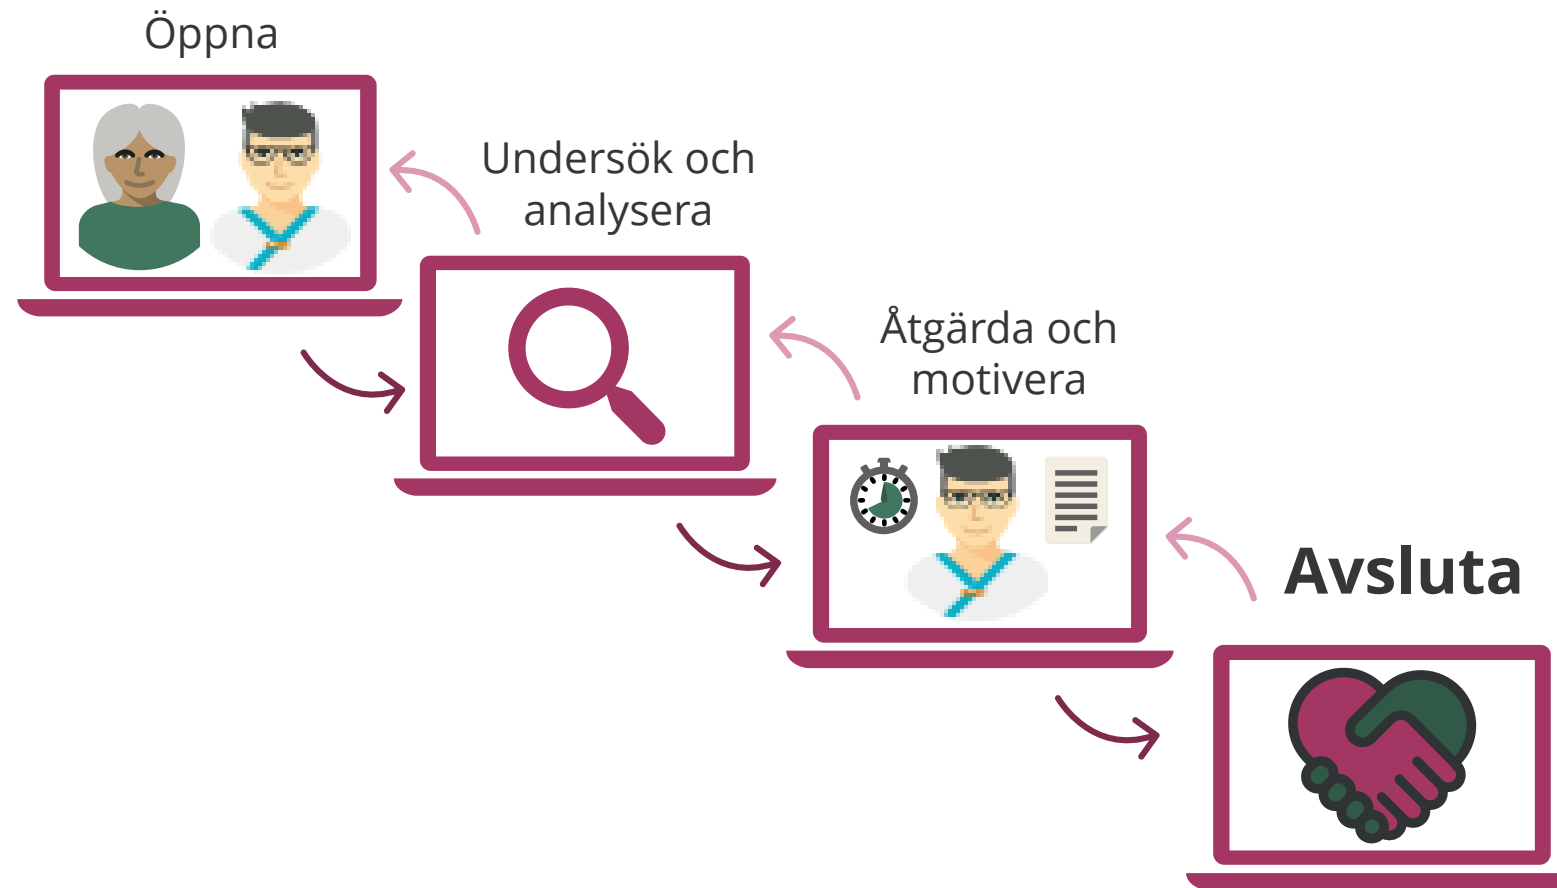 Öppna
Undersök och
analysera
Åtgärda och
motivera
Avsluta